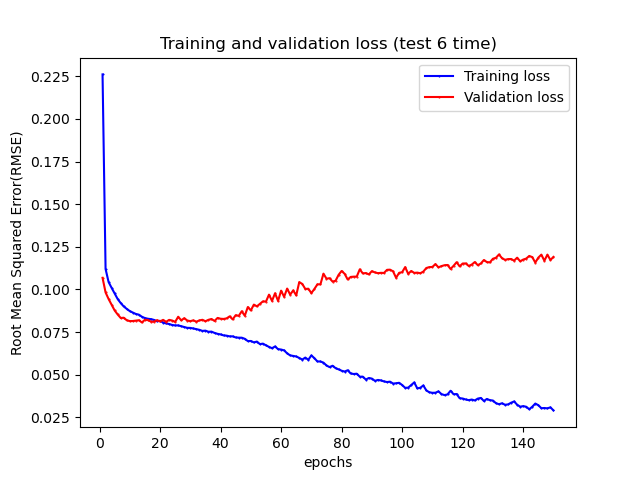 Training and validation loss (test 6 time)
Training loss
Validation loss
Root Mean Squared Error(RMSE)
0.225
0.200
0.175
0.150
0.125
0.100
0.075
0.050
0.025
0 20 40 60 80 100 120 140
epochs